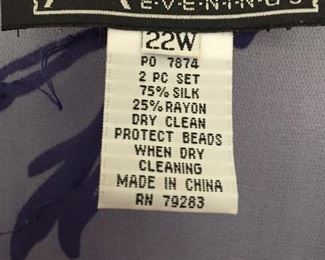 E·V·E·N·I·N·G·S
22W
PO 7874
2 PC SET
75% SILK
25% RAYON
DRY CLEAN
PROTECT BEADS
WHEN DRY
CLEANING
MADE IN CHINA
RN 79283